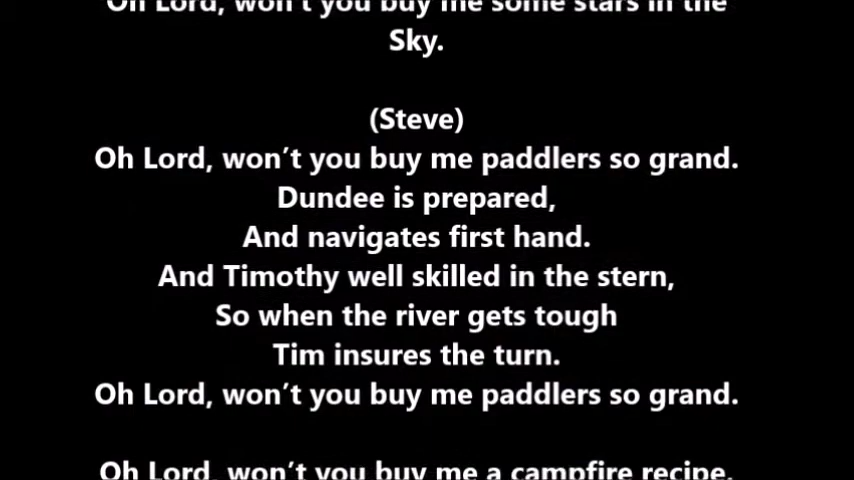 Oh Lord, won't you buy me some stars in the
Sky.
(Steve)
Oh Lord, won’t you buy me paddlers so grand.
Dundee is prepared,
And navigates first hand.
And Timothy well skilled in the stern,
So when the river gets tough
Tim insures the turn.
Oh Lord, won’t you buy me paddlers so grand.
Oh Lord, won’t you buy me a campfire recipe.